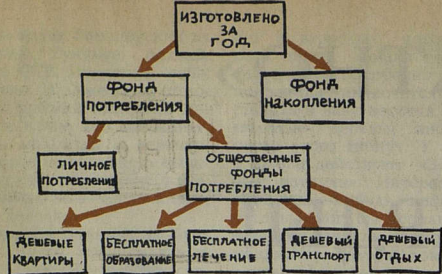 ИЗГОТОВЛЕНО
ЗА
ГОД
ФОНД
ПОТРЕБЛЕНИЯ
ФОНД
НАКОПЛЕНИЯ
ЛИЧНОЕ
ПОТРЕБЛЕНИЕ
ОБЩЕСТВЕННЫЕ
ФОНДЫ
ПОТРЕБЛЕНИЯ
ДЕШЕВЫЕ
КВАРТИРЫ
БЕСПЛАТНОЕ
ОБРАЗОВАНИЕ
БЕСПЛАТНОЕ
ЛЕЧЕНИЕ
ДЕШЕВЫЙ
ТРАНСПОРТ
ДЕШЕВЫЙ
ОТДЫХ